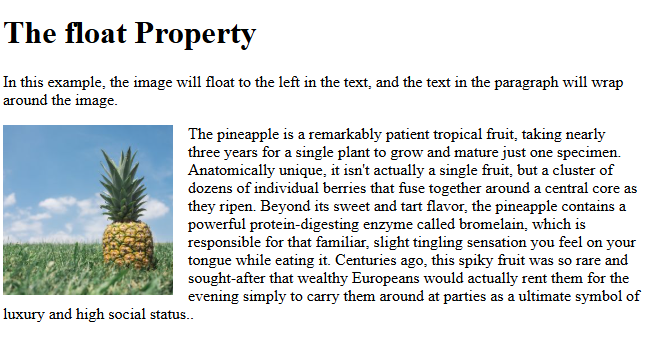 The float Property
In this example, the image will float to the left in the text, and the text in the paragraph will wrap
around the image.
The pineapple is a remarkably patient tropical fruit, taking nearly
three years for a single plant to grow and mature just one specimen.
Anatomically unique, it isn't actually a single fruit, but a cluster of
dozens of individual berries that fuse together around a central core as
they ripen. Beyond its sweet and tart flavor, the pineapple contains a
powerful protein-digesting enzyme called bromelain, which is
responsible for that familiar, slight tingling sensation you feel on your
tongue while eating it. Centuries ago, this spiky fruit was so rare and
sought-after that wealthy Europeans would actually rent them for the
evening simply to carry them around at parties as a ultimate symbol of
luxury and high social status..